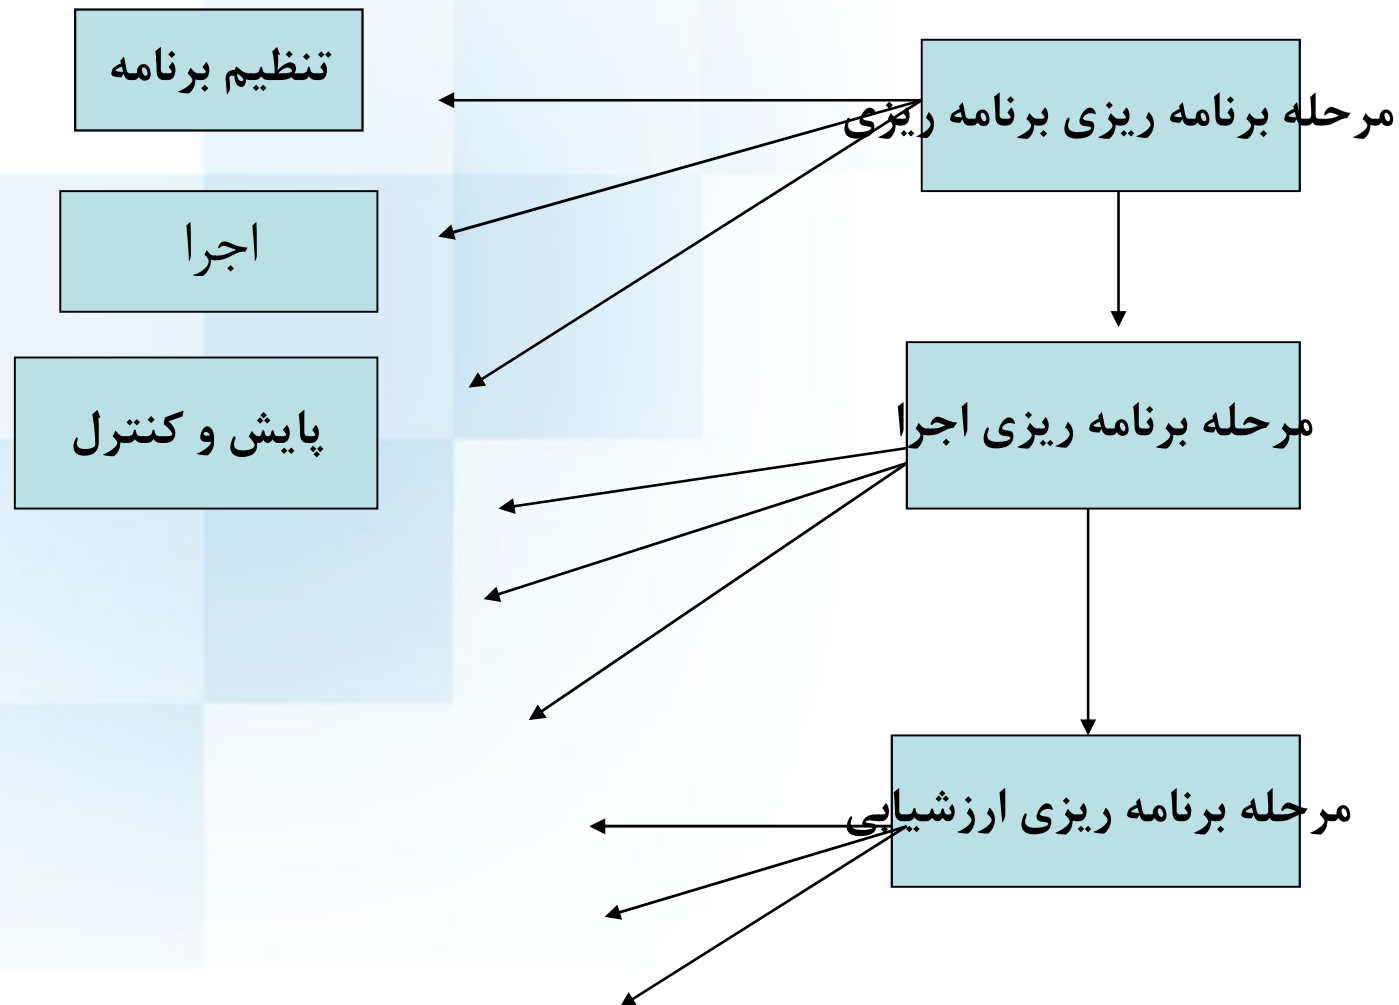 مرحله برنامه ریزی برنامه ریزی
تنظیم برنامه
اجرا
پایش و کنترل
مرحله برنامه ریزی اجرا
مرحله برنامه ریزی ارزشیابی